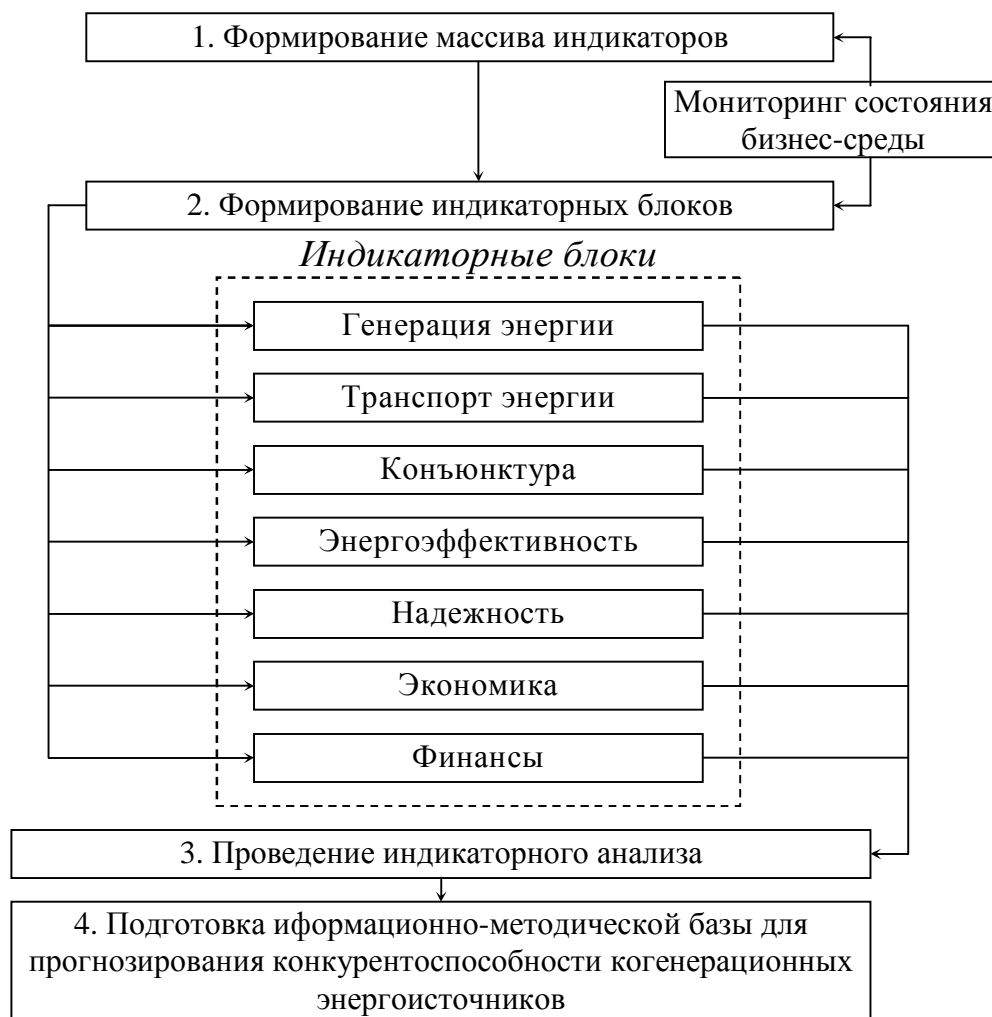 1. Формирование массива индикаторов
Мониторинг состояния
бизнес-среды
2. Формирование индикаторных блоков
Индикаторные блоки
Генерация энергии
Транспорт энергии
Конъюнктура
Энергоэффективность
Надежность
Экономика
Финансы
3. Проведение индикаторного анализа
4. Подготовка иформационно-методической базы для
прогнозирования конкурентоспособности когенерационных
энергоисточников